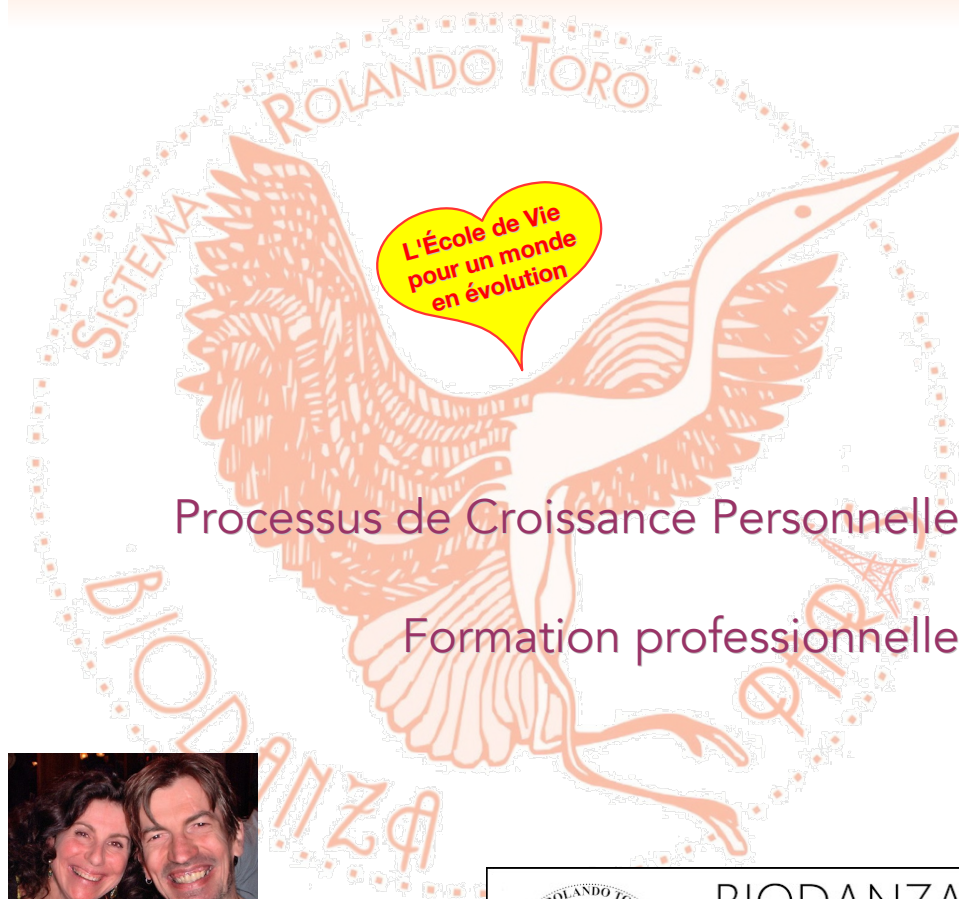 SISTEMA ROLANDO TORO
L'École de Vie
pour un monde
en évolution
Processus de Croissance Personnelle
Formation professionnelle
BIODANZA
PARIS
ROLANDO TO
BIODANZA